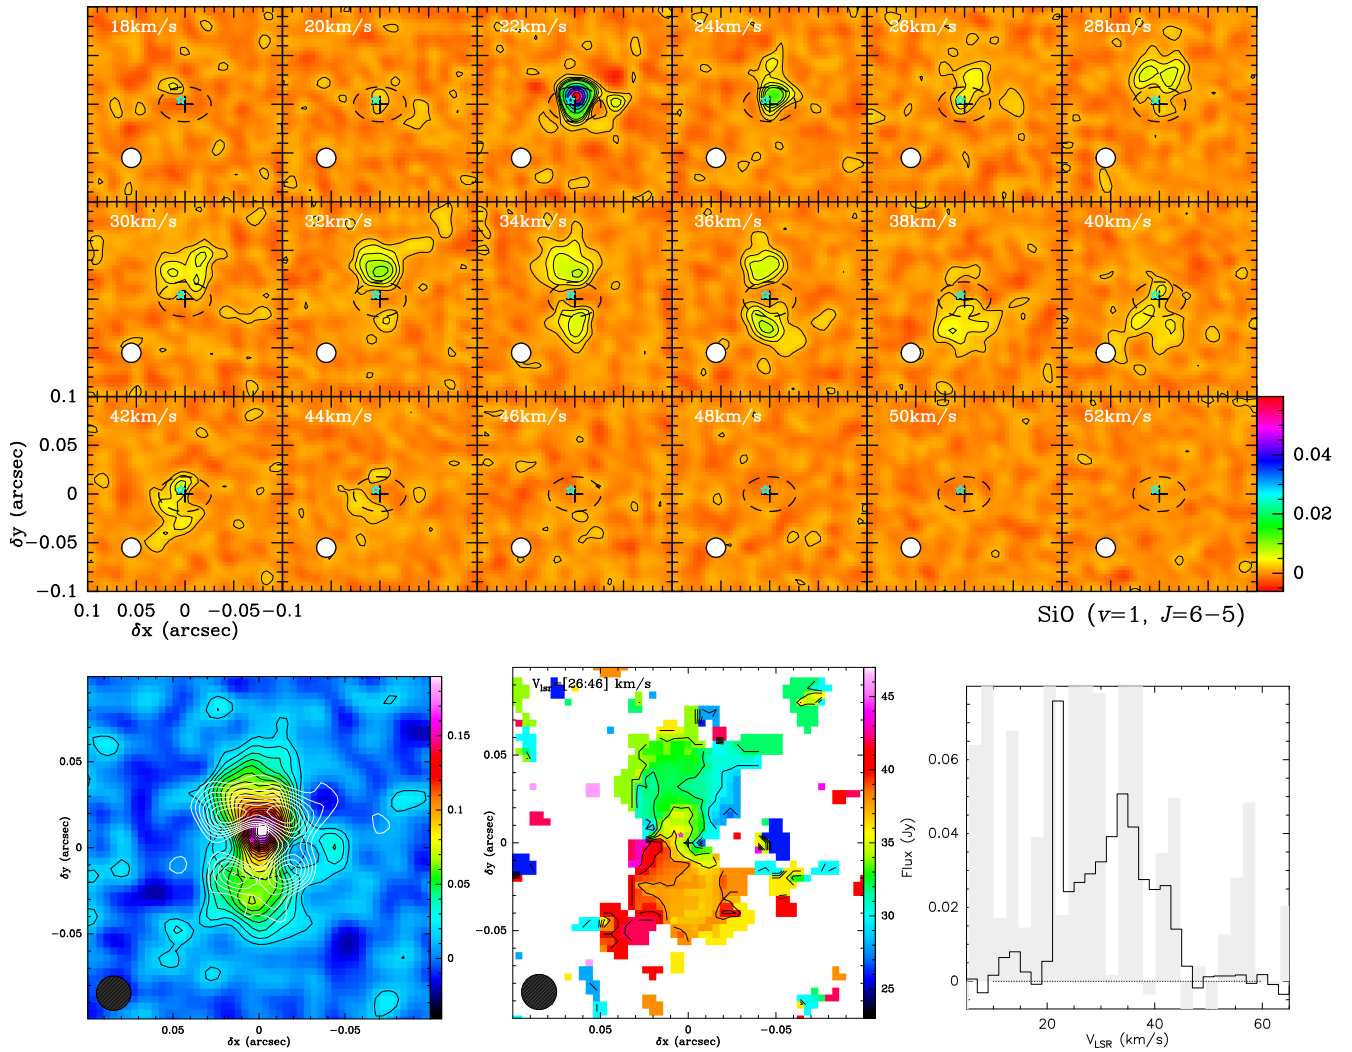 18km/s 20km/s 22km/s 24km/s 26km/s 28km/s
30km/s 32km/s 34km/s 36km/s 38km/s 40km/s
42km/s 44km/s 46km/s 48km/s 50km/s 52km/s
0.1
0.05
0
−0.05
−0.1
δy (arcsec)
0.1 0.05 0 −0.05 −0.1
δx (arcsec)
0.04
0.02
0
SiO (v=1, J=6−5)
0.05
0
−0.05
δy (arcsec)
0.05 0 −0.05
δx (arcsec)
0.15
0.1
0.05
0
V_lsr=[26:46] km/s
0.05
0
−0.05
δy (arcsec)
0.05 0 −0.05
δx (arcsec)
45
40
35
30
25
0.06
0.04
0.02
0
Flux (Jy)
20 40 60
V_LSR (km/s)